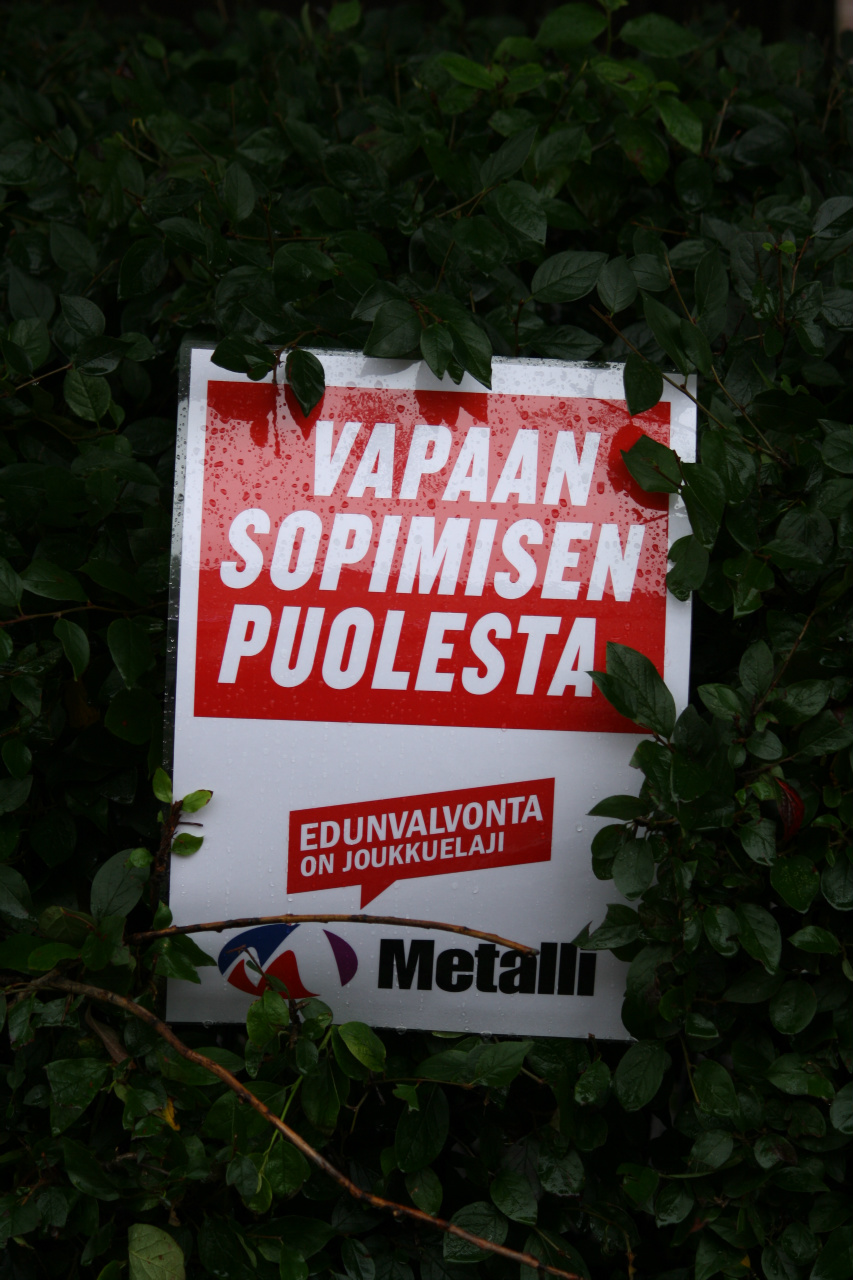 VAPAAN
SOPIMISEN
PUOLESTA
EDUNVALVONTA
ON JOUKKUELAJI
Metalli